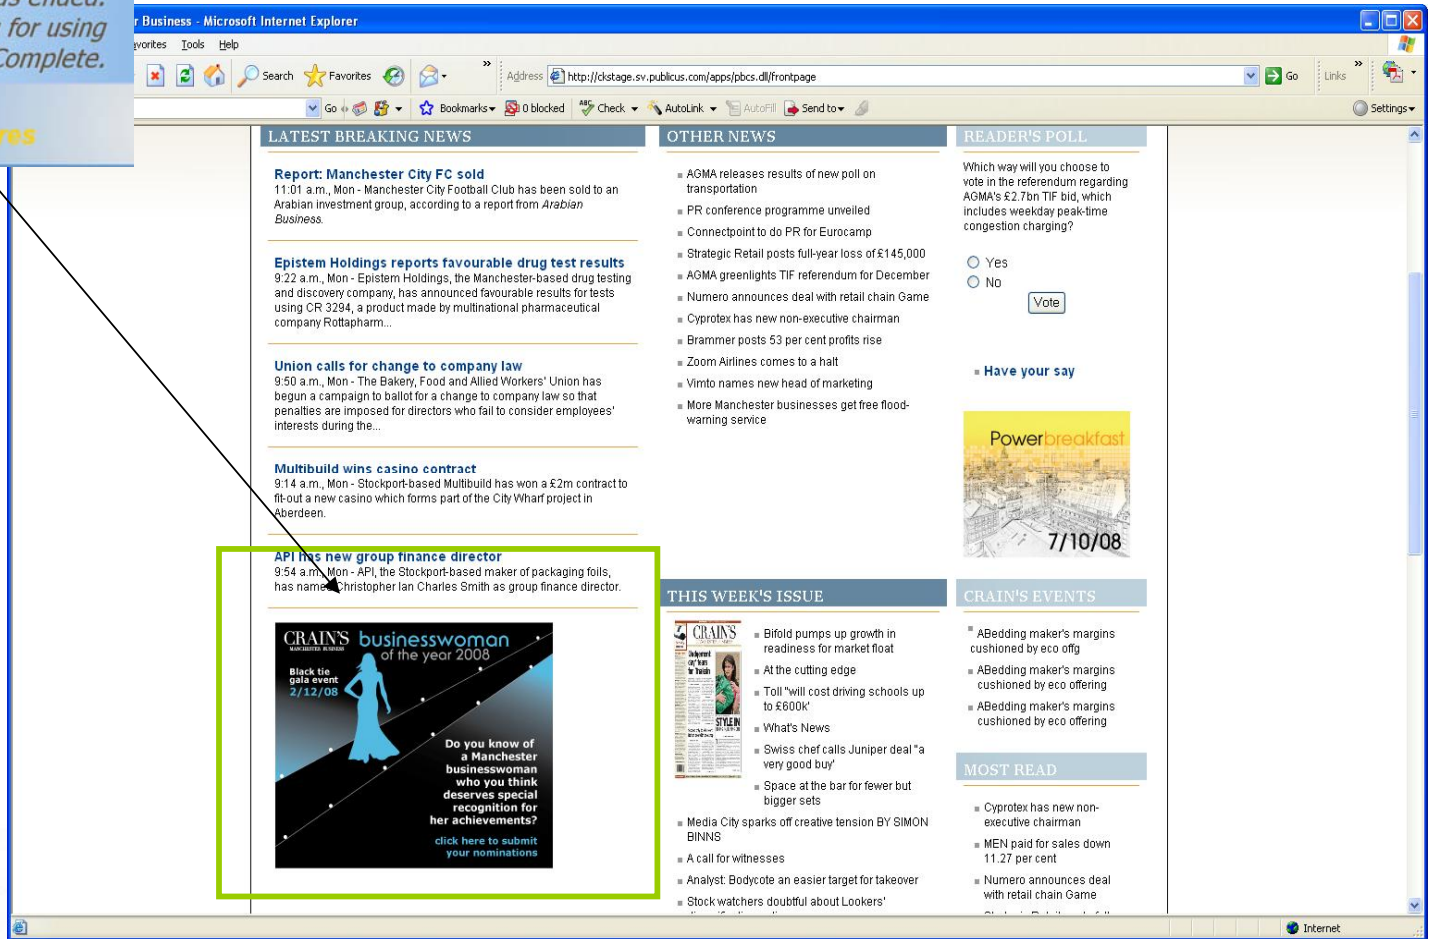 as ended.
for using
Complete.
res
r Business - Microsoft Internet Explorer
vorites Tools Help
Search Favorites
Address http://ckstage.sv.publicus.com/apps/pbcs.dll/frontpage
Go Links
Go Bookmarks 0 blocked Check AutoLink AutoFill Send to
Settings
LATEST BREAKING NEWS
Report: Manchester City FC sold
11:01 a.m., Mon - Manchester City Football Club has been sold to an
Arabian investment group, according to a report from Arabian
Business.
Epistem Holdings reports favourable drug test results
9:22 a.m., Mon - Epistem Holdings, the Manchester-based drug testing
and discovery company, has announced favourable results for tests
using CR 3294, a product made by multinational pharmaceutical
company Rottapharm...
Union calls for change to company law
9:50 a.m., Mon - The Bakery, Food and Allied Workers' Union has
begun a campaign to ballot for a change to company law so that
penalties are imposed for directors who fail to consider employees'
interests during the...
Multibuild wins casino contract
9:14 a.m., Mon - Stockport-based Multibuild has won a £2m contract to
fit-out a new casino which forms part of the City Wharf project in
Aberdeen.
API has new group finance director
9:54 a.m., Mon - API, the Stockport-based maker of packaging foils,
has named Christopher Ian Charles Smith as group finance director.
CRAIN'S businesswoman
MANCHESTER BUSINESS of the year 2008
Black tie
gala event
2/12/08
Do you know of
a Manchester
businesswoman
who you think
deserves special
recognition for
her achievements?
click here to submit
your nominations
OTHER NEWS
AGMA releases results of new poll on
transportation
PR conference programme unveiled
Connectpoint to do PR for Eurocamp
Strategic Retail posts full-year loss of £145,000
AGMA greenlights TIF referendum for December
Numero announces deal with retail chain Game
Cyprotex has new non-executive chairman
Brammer posts 53 per cent profits rise
Zoom Airlines comes to a halt
Vimto names new head of marketing
More Manchester businesses get free flood-
warning service
THIS WEEK'S ISSUE
CRAIN'S
STYLE IN
Bifold pumps up growth in
readiness for market float
At the cutting edge
Toll "will cost driving schools up
to £600k'
What's News
Swiss chef calls Juniper deal "a
very good buy'
Space at the bar for fewer but
bigger sets
Media City sparks off creative tension BY SIMON
BINNS
A call for witnesses
Analyst: Bodycote an easier target for takeover
Stock watchers doubtful about Lookers'
READER'S POLL
Which way will you choose to
vote in the referendum regarding
AGMA's £2.7bn TIF bid, which
includes weekday peak-time
congestion charging?
Yes
No
Vote
Have your say
Powerbreakfast
7/10/08
CRAIN'S EVENTS
ABedding maker's margins
cushioned by eco offg
ABedding maker's margins
cushioned by eco offering
ABedding maker's margins
cushioned by eco offering
MOST READ
Cyprotex has new non-
executive chairman
MEN paid for sales down
11.27 per cent
Numero announces deal
with retail chain Game
Internet